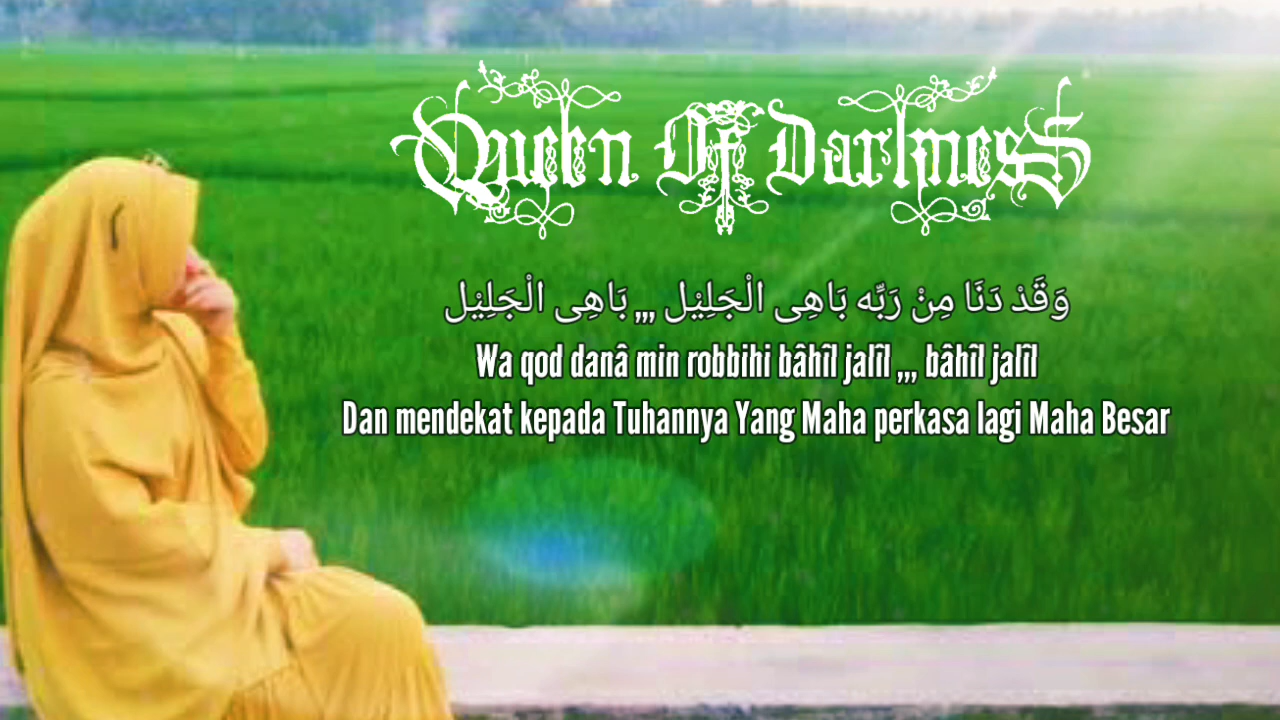 Queen Of Darkness
وَقَدْ دَنَا مِنْ رَبِّه بَاهِى الْجَلِيْل ,,, بَاهِى الْجَلِيْل
Wa qod danâ min robbihi bâhîl jalîl ,,, bâhîl jalîl
Dan mendekat kepada Tuhannya Yang Maha perkasa lagi Maha Besar